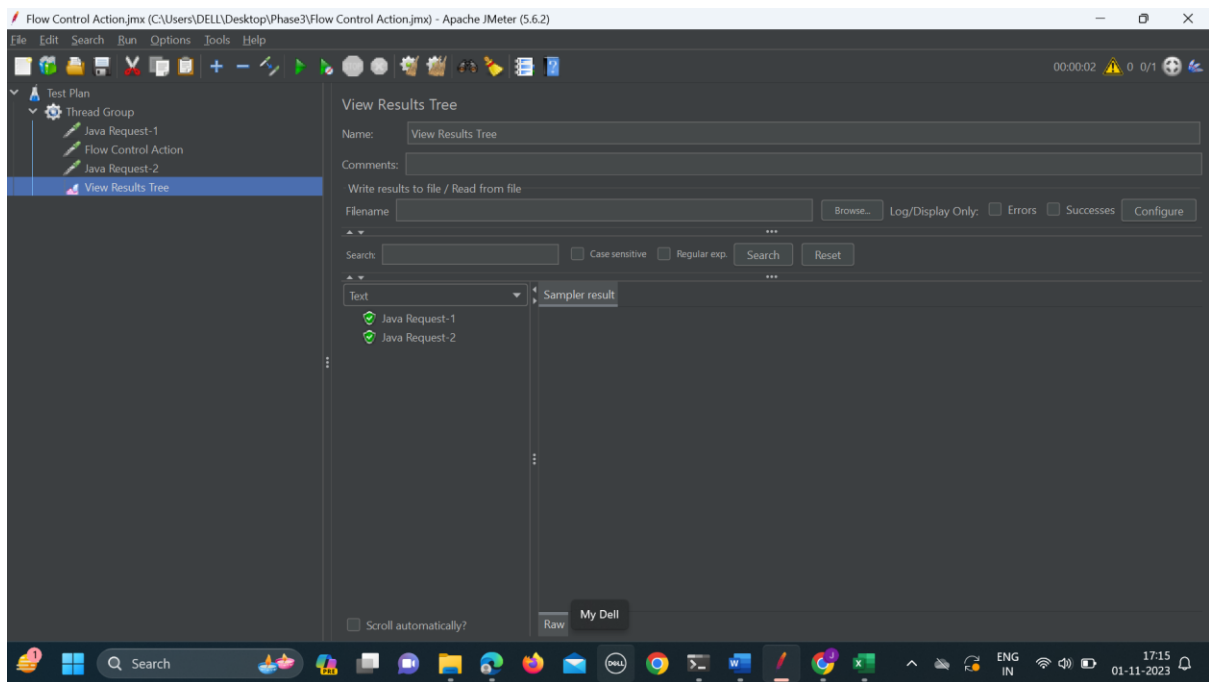 Flow Control Action.jmx (C:\Users\DELL\Desktop\Phase3\Flow Control Action.jmx) - Apache JMeter (5.6.2)
File Edit Search Run Options Tools Help
00:00:02 0 0/1
Test Plan
Thread Group
Java Request-1
Flow Control Action
Java Request-2
View Results Tree
View Results Tree
Name: View Results Tree
Comments:
Write results to file / Read from file
Filename Browse... Log/Display Only: Errors Successes Configure
Search: Case sensitive Regular exp. Search Reset
Text Sampler result
Java Request-1
Java Request-2
Scroll automatically? Raw
My Dell
1 Search PRE DELL J ENG 17:15
IN 01-11-2023